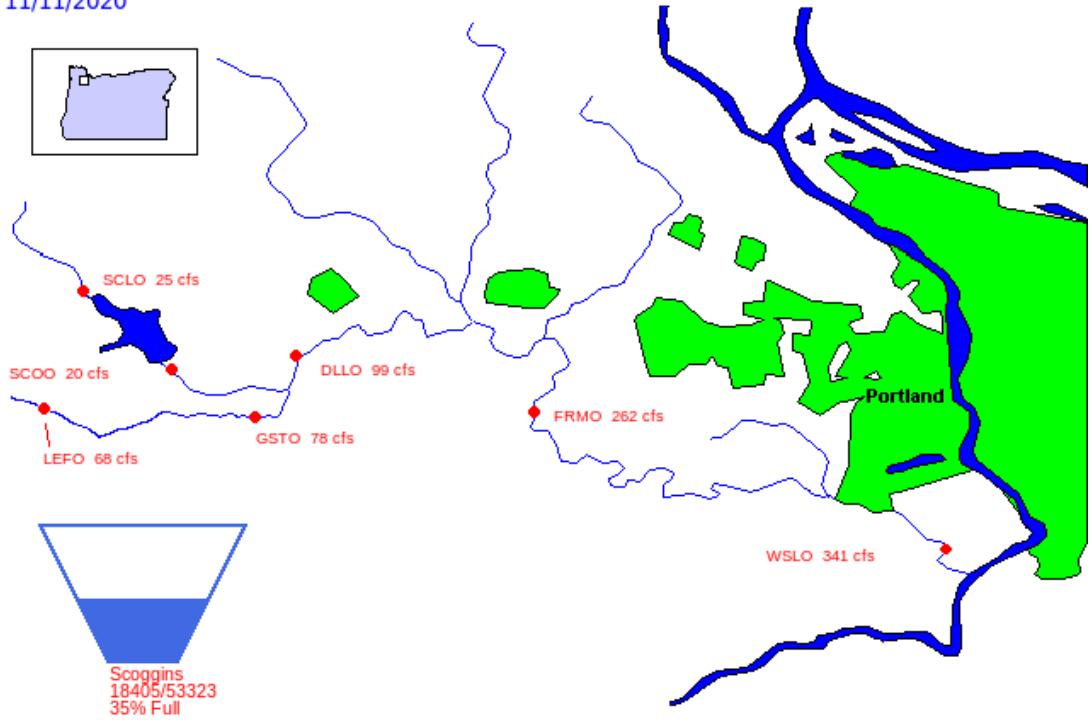 11/11/2020
SCLO 25 cfs
SCOO 20 cfs
DLLO 99 cfs
Portland
FRMO 262 cfs
GSTO 78 cfs
LEFO 68 cfs
WSLO 341 cfs
Scoggins
18405/53323
35% Full